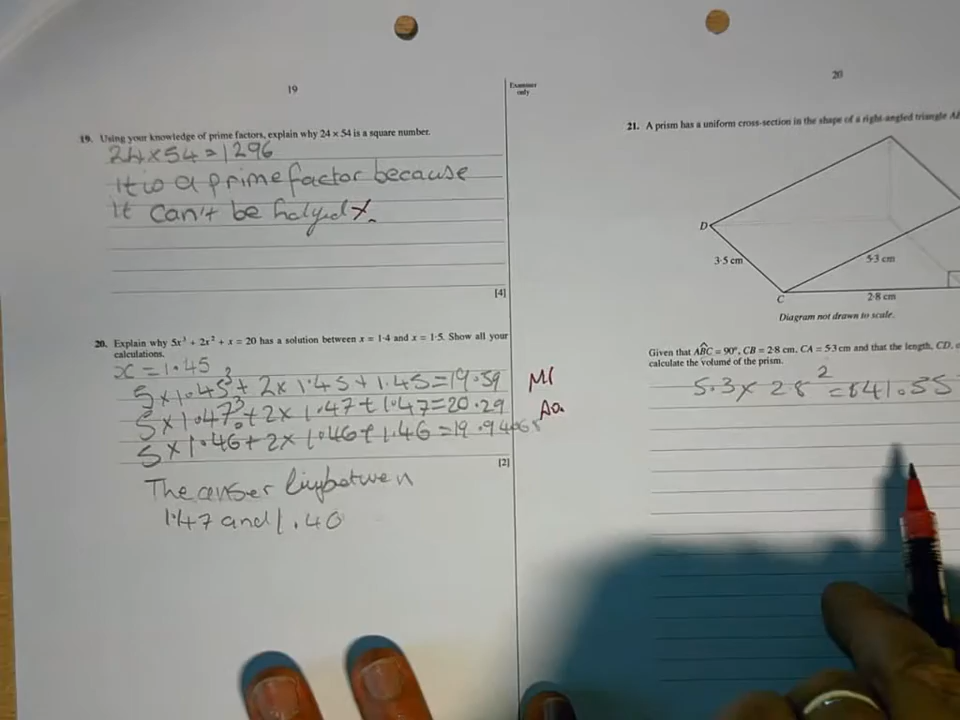 19
Examiner
only
19. Using your knowledge of prime factors, explain why 24 × 54 is a square number.
24×54=1296
It is a prime factor because
it can't be halyed
[4]
20. Explain why 5x³ + 2x² + x = 20 has a solution between x = 1·4 and x = 1·5. Show all your
calculations.
x = 1.45
5×1.45³+2×1.45+1.45=19.59
M1
5×1.47³+2×1.47+1.47=20.29
A0
5×1.46+2×1.46+1.46=19.94
[2]
The anser liy between
1.47 and 1.40
20
21. A prism has a uniform cross-section in the shape of a right-angled triangle
D
3·5 cm
5·3 cm
C
2·8 cm
Diagram not drawn to scale.
Given that ABC = 90°, CB = 2·8 cm, CA = 5·3 cm and that the length, CD,
calculate the volume of the prism.
5.3× 28² =841.55